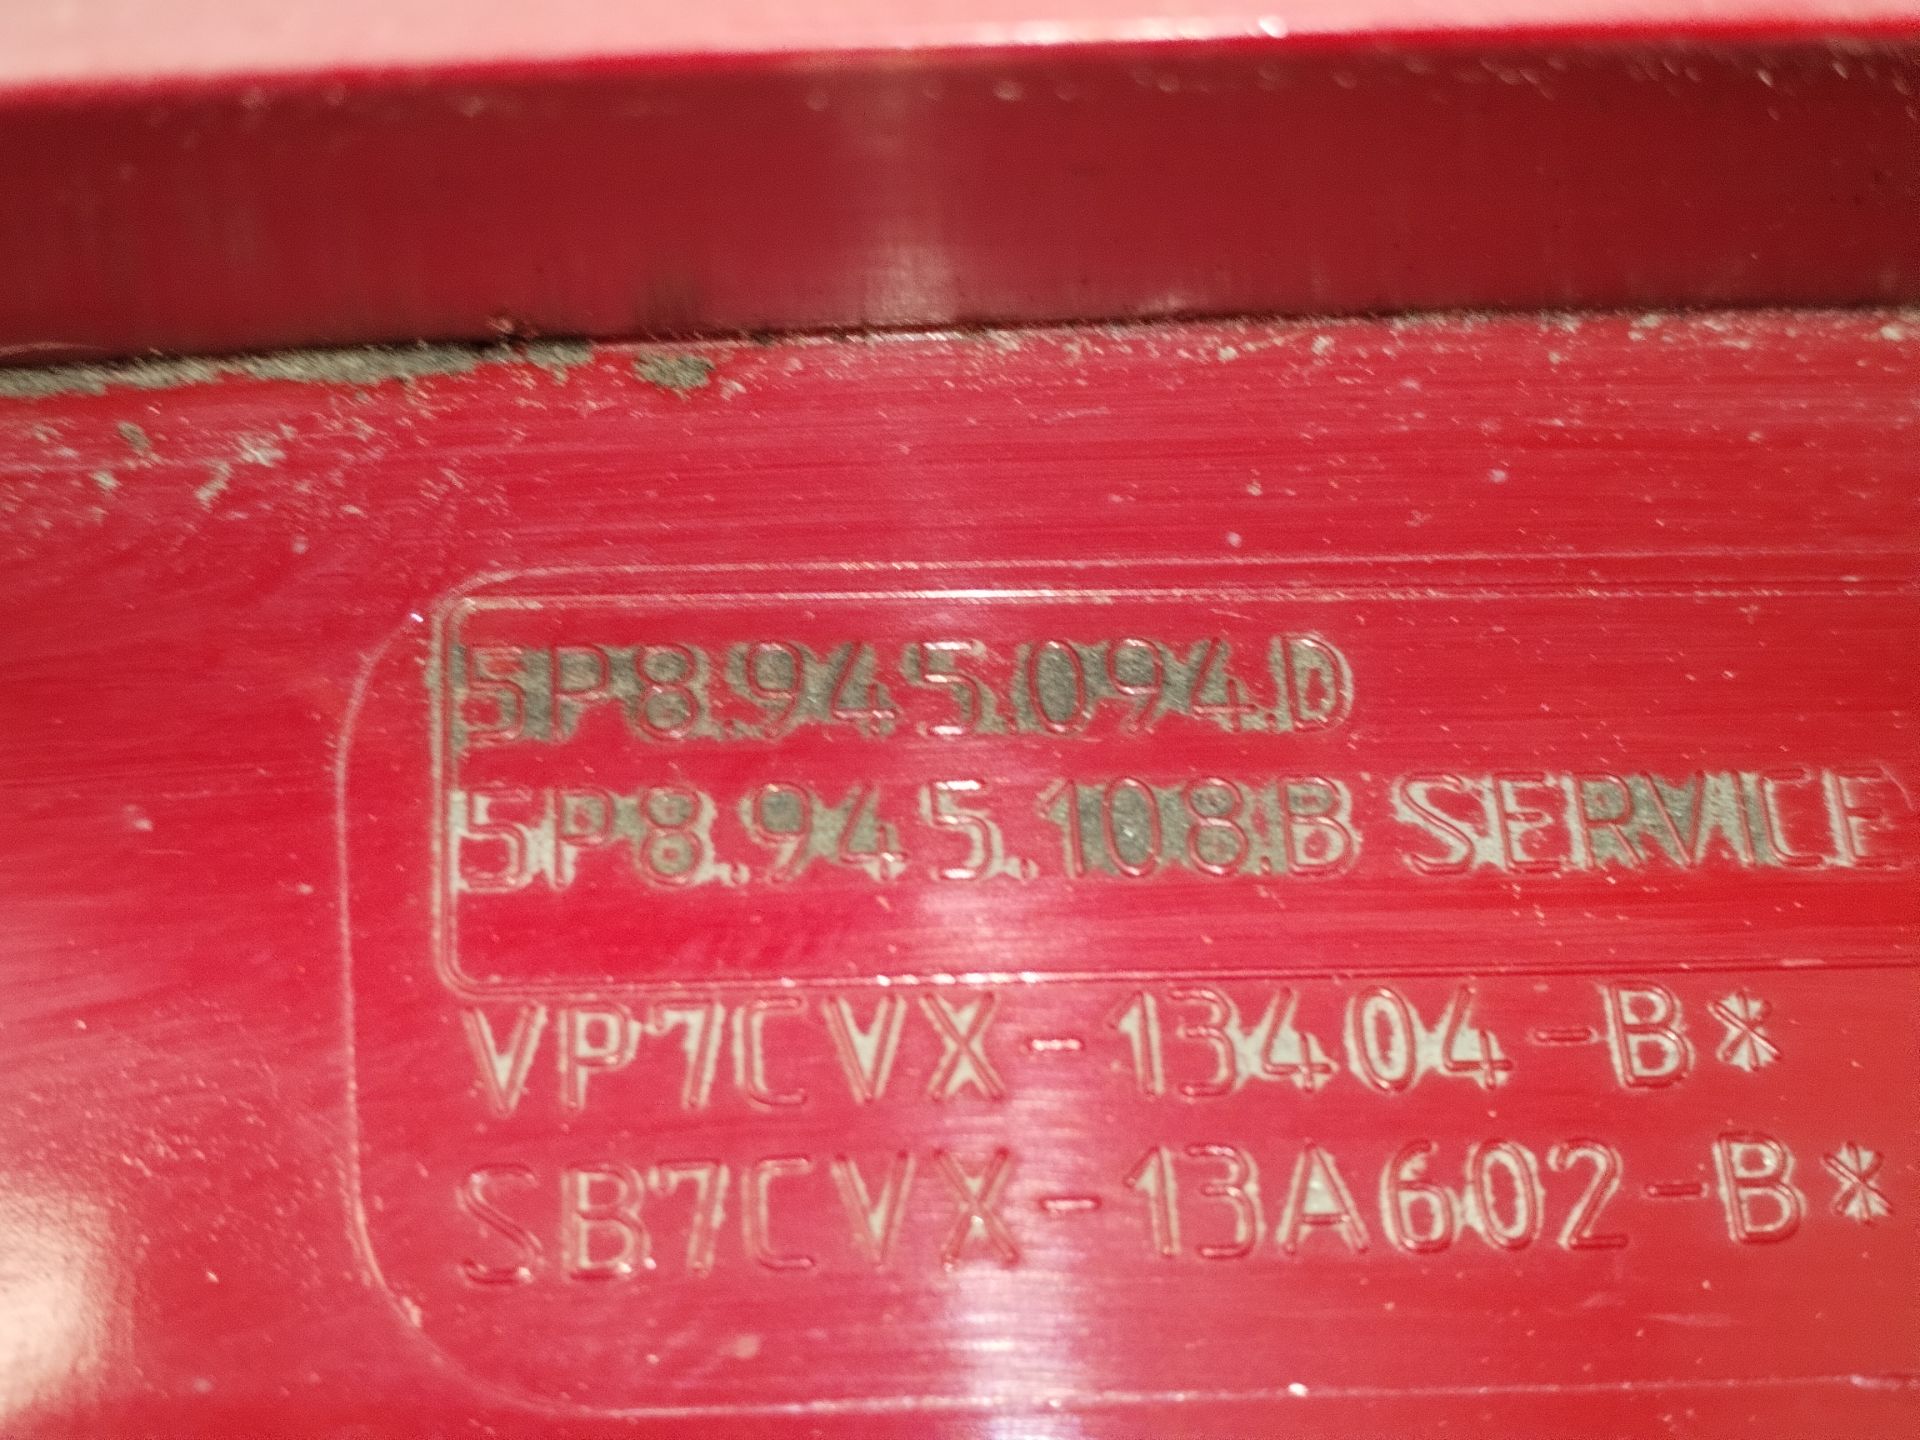 5P8.945.094.D
5P8.945.108.B SERVICE
VP7CVX-13404-B*
SB7CVX-13A602-B*